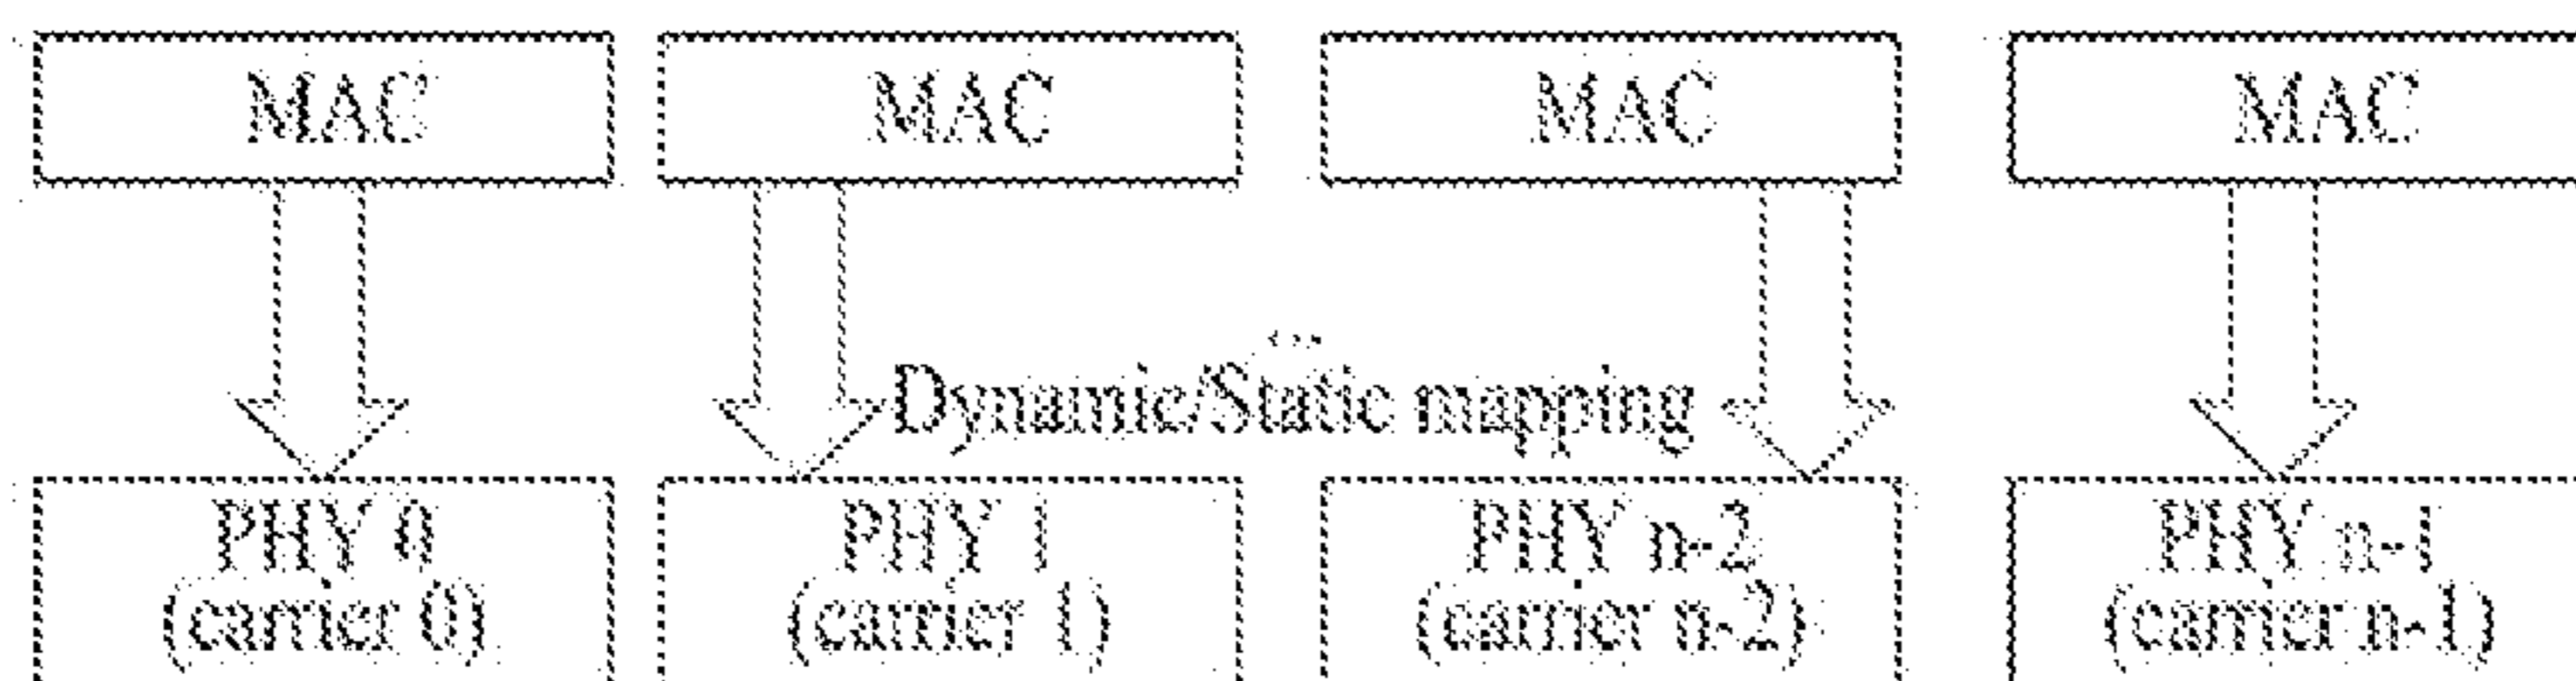 MAC
MAC
MAC
MAC
...
Dynamic/Static mapping
PHY 0
(carrier 0)
PHY 1
(carrier 1)
PHY n-2
(carrier n-2)
PHY n-1
(carrier n-1)